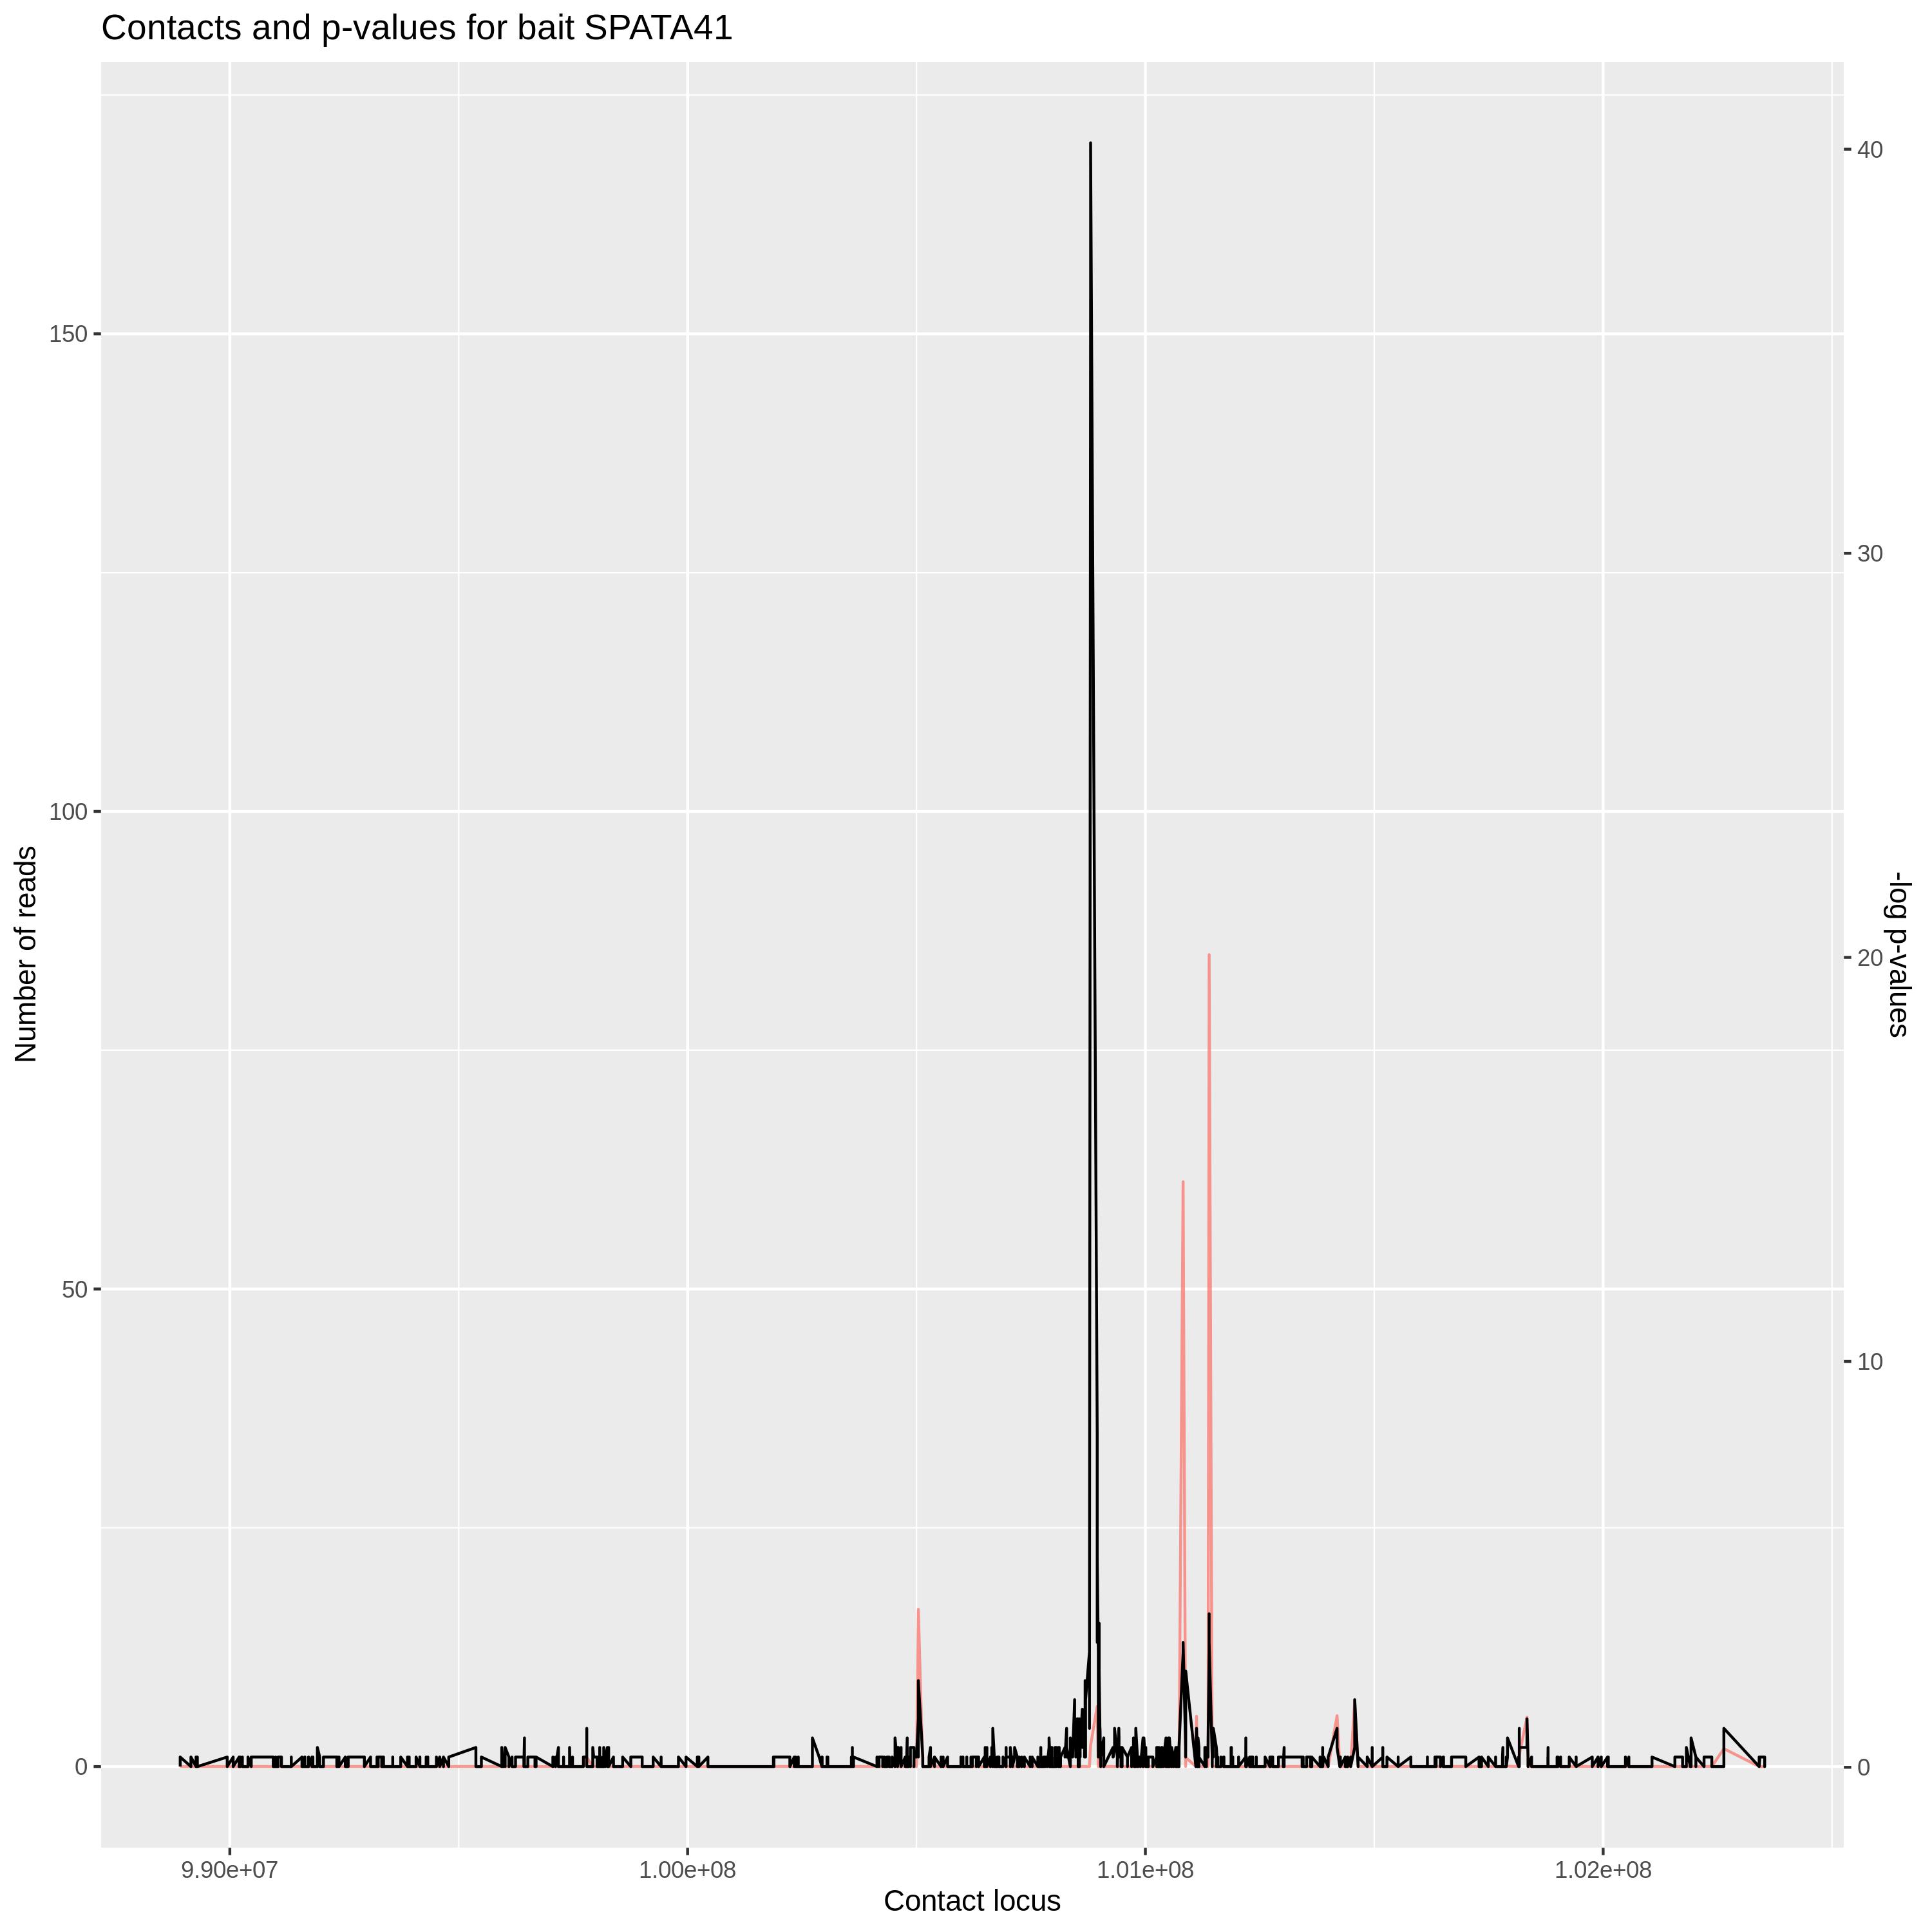 Contacts and p-values for bait SPATA41
150
100
50
0
Number of reads
40
30
20
10
0
-log p-values
9.90e+07
1.00e+08
1.01e+08
1.02e+08
Contact locus